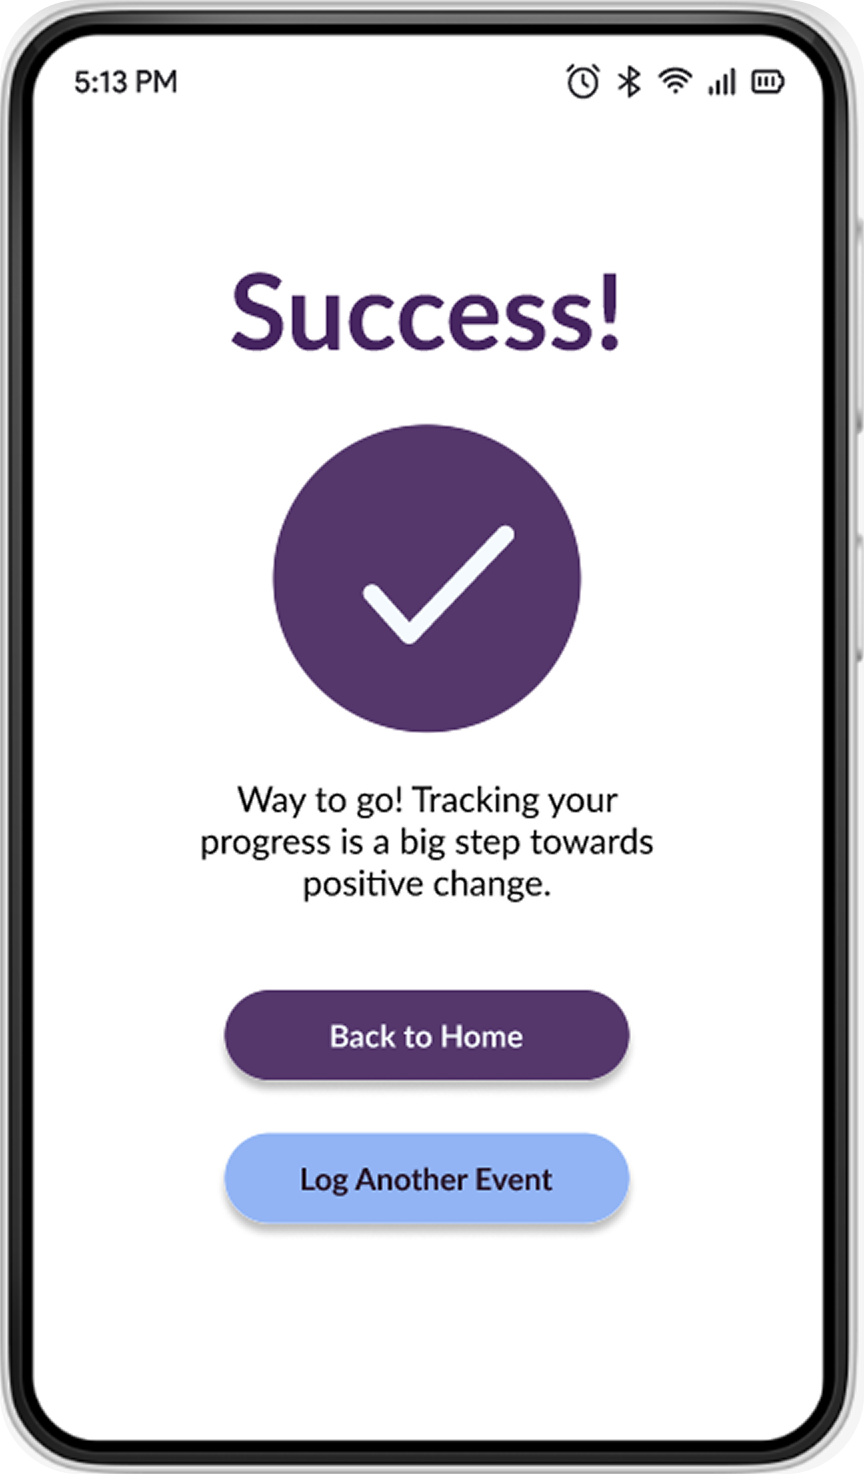 5:13 PM
Success!
Way to go! Tracking your
progress is a big step towards
positive change.
Back to Home
Log Another Event